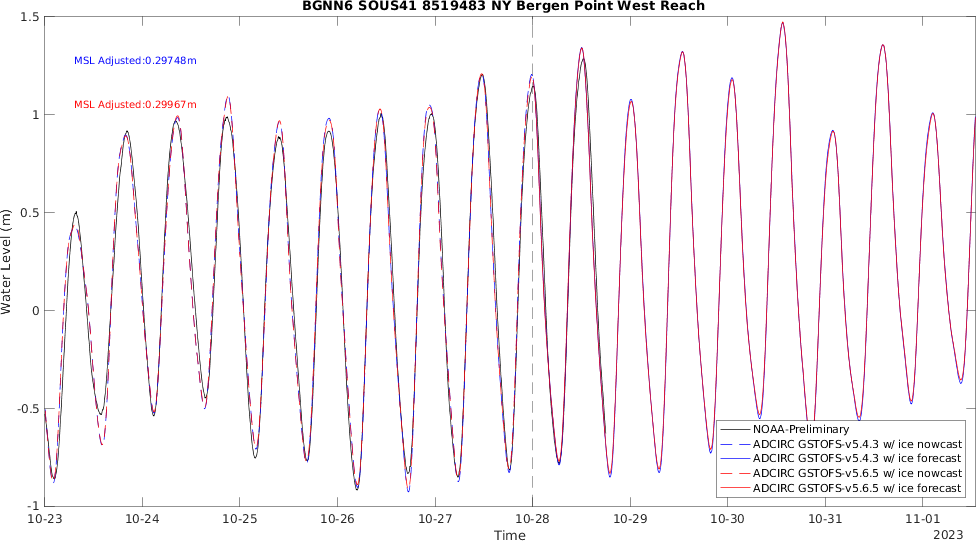 BGNN6 SOUS41 8519483 NY Bergen Point West Reach
1.5
MSL Adjusted:0.29748m
MSL Adjusted:0.29967m
1
0.5
0
-0.5
-1
Water Level (m)
NOAA-Preliminary
ADCIRC GSTOFS-v5.4.3 w/ ice nowcast
ADCIRC GSTOFS-v5.4.3 w/ ice forecast
ADCIRC GSTOFS-v5.6.5 w/ ice nowcast
ADCIRC GSTOFS-v5.6.5 w/ ice forecast
10-23 10-24 10-25 10-26 10-27 10-28 10-29 10-30 10-31 11-01
Time
2023